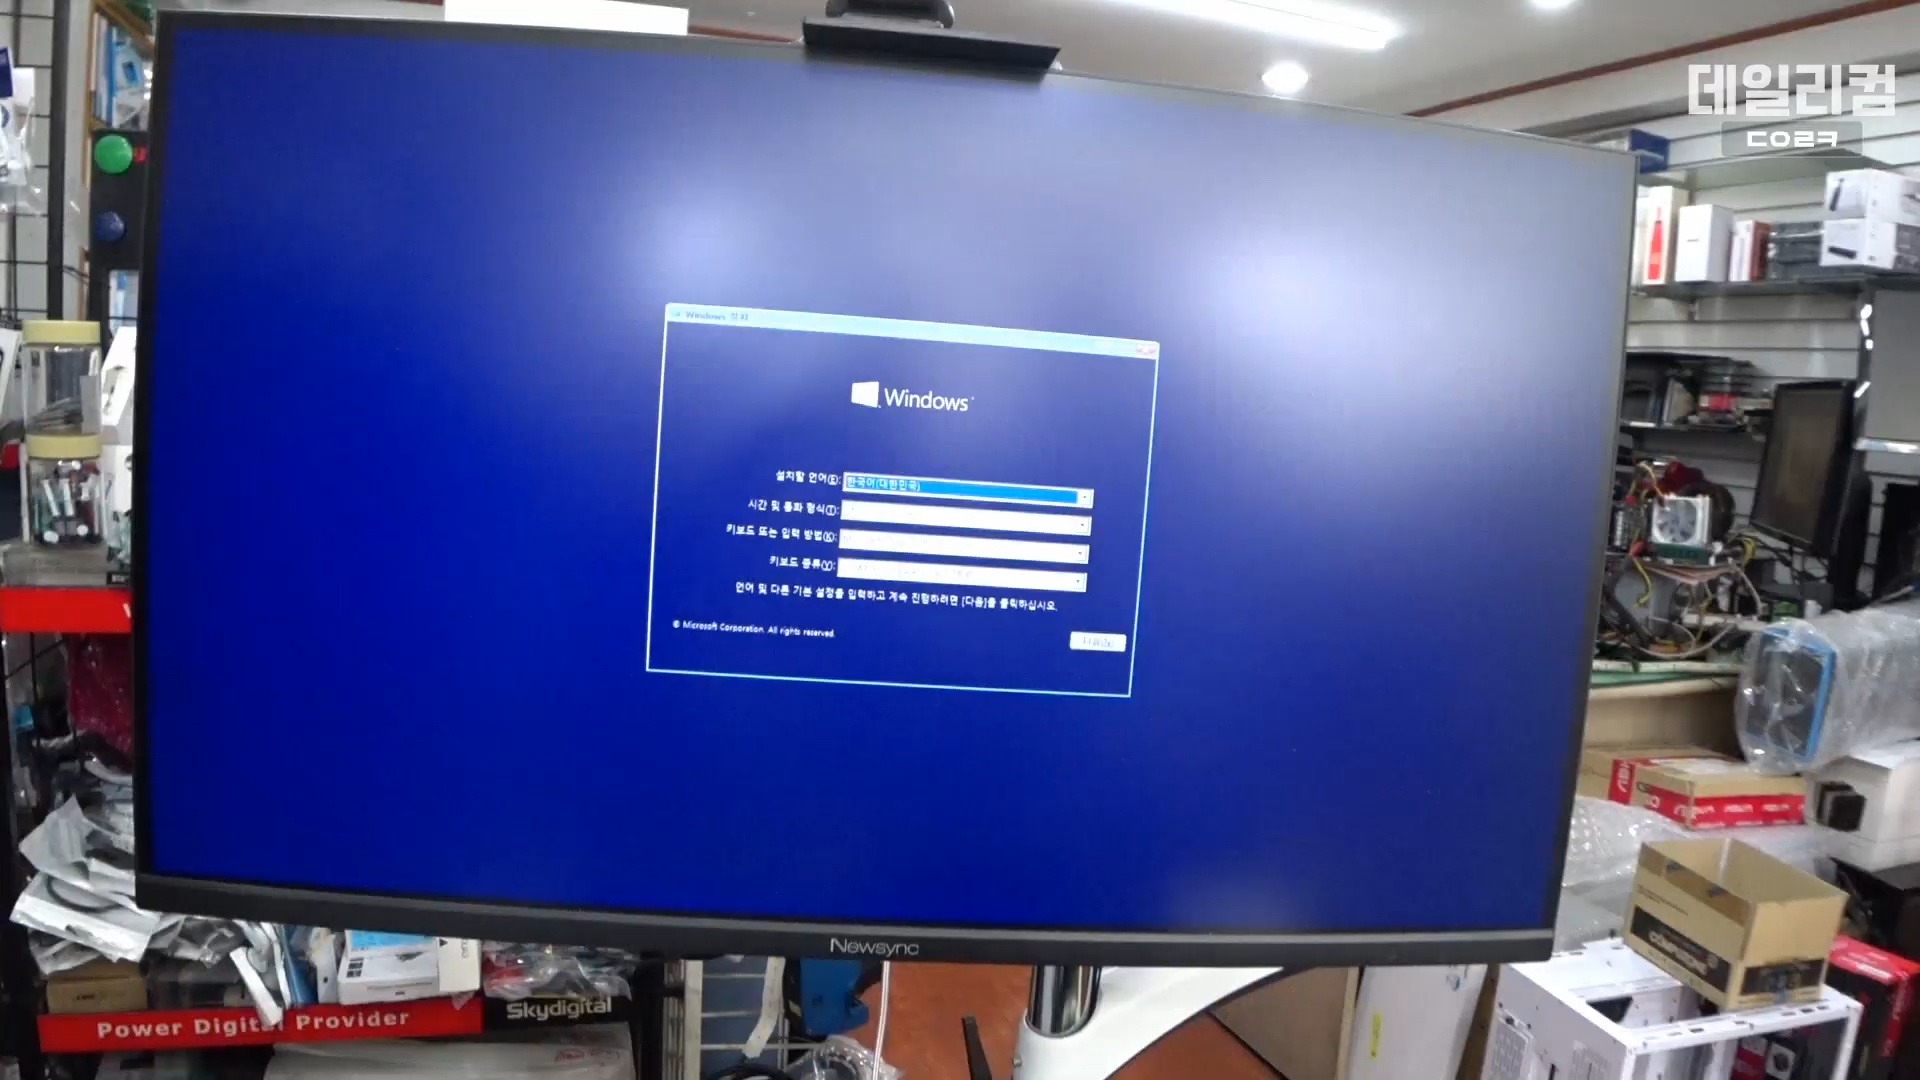 데일리컴
ㄷㅇㄹㅋ
Windows 설치
Windows
설치할 언어(E):
한국어(대한민국)
시간 및 통화 형식(T):
키보드 또는 입력 방법(K):
키보드 종류(Y):
언어 및 다른 기본 설정을 입력하고 계속 진행하려면 [다음]을 클릭하십시오.
© Microsoft Corporation. All rights reserved.
Newsync
Skydigital
Power Digital Provider